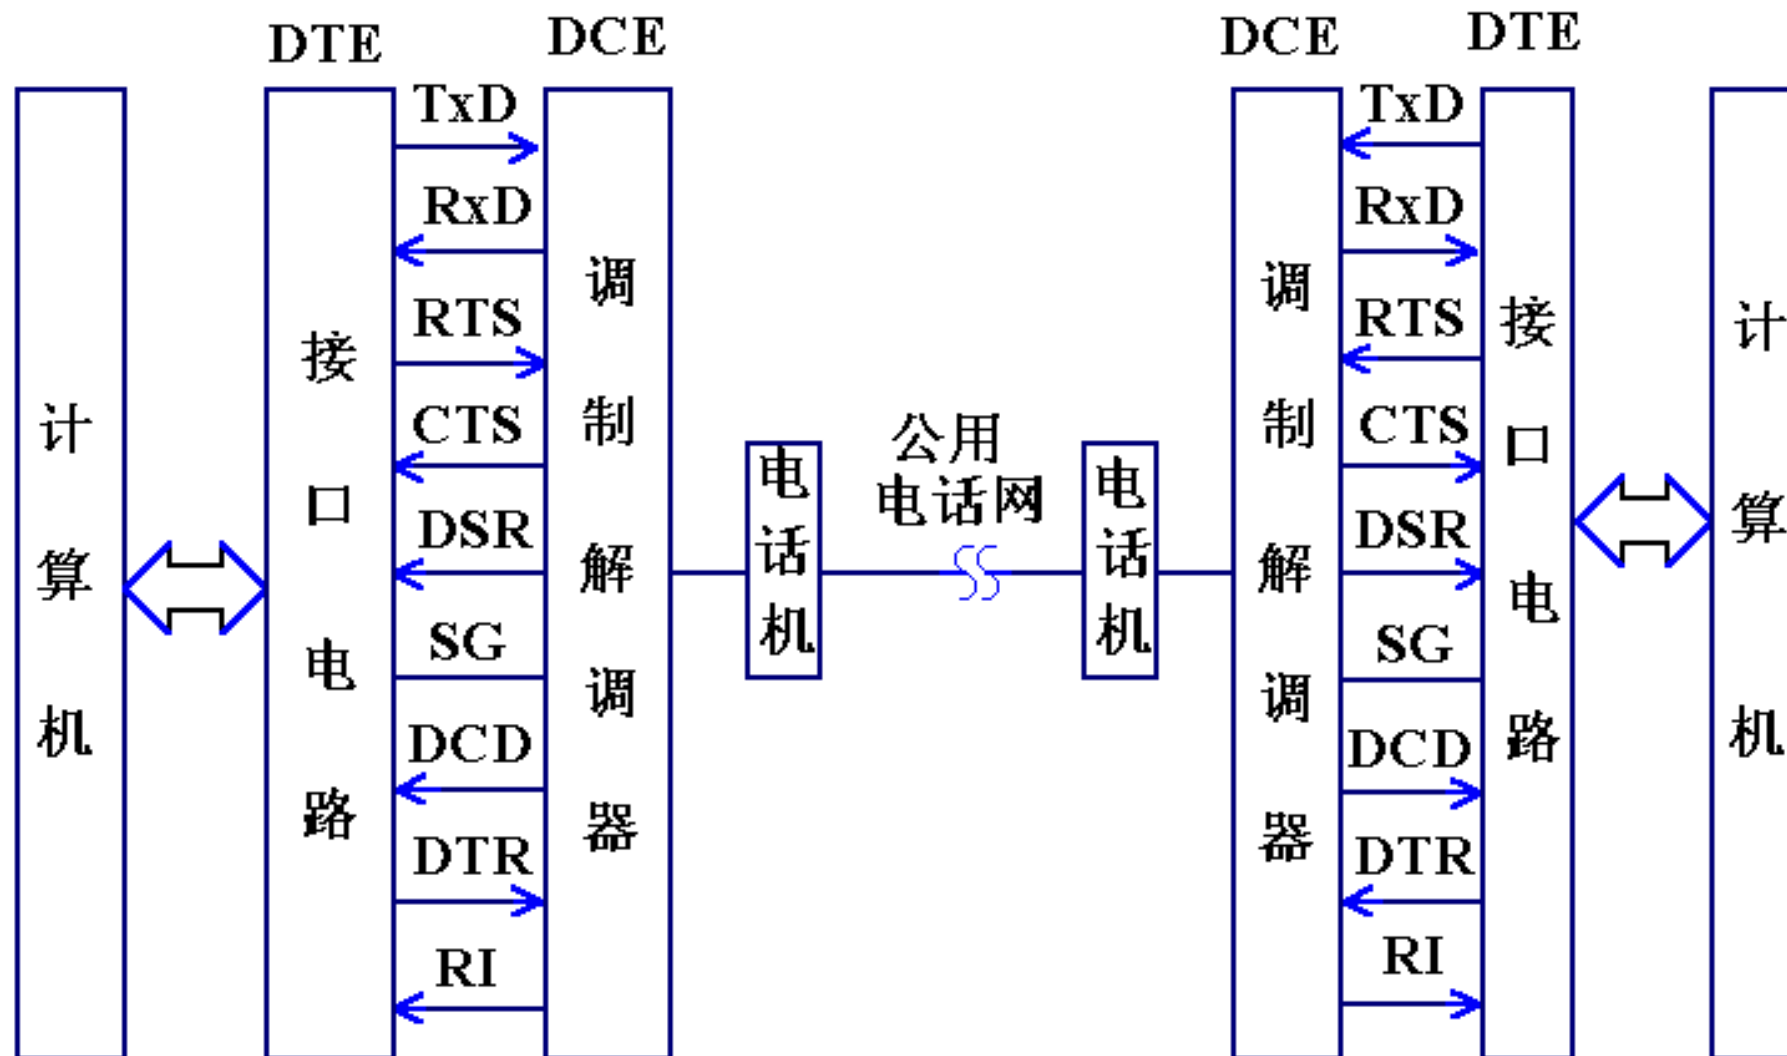 DTE
DCE
DCE
DTE
计算机
接口电路
TxD
RxD
RTS
CTS
DSR
SG
DCD
DTR
RI
调制解调器
电话机
公用
电话网
电话机
调制解调器
TxD
RxD
RTS
CTS
DSR
SG
DCD
DTR
RI
接口电路
计算机